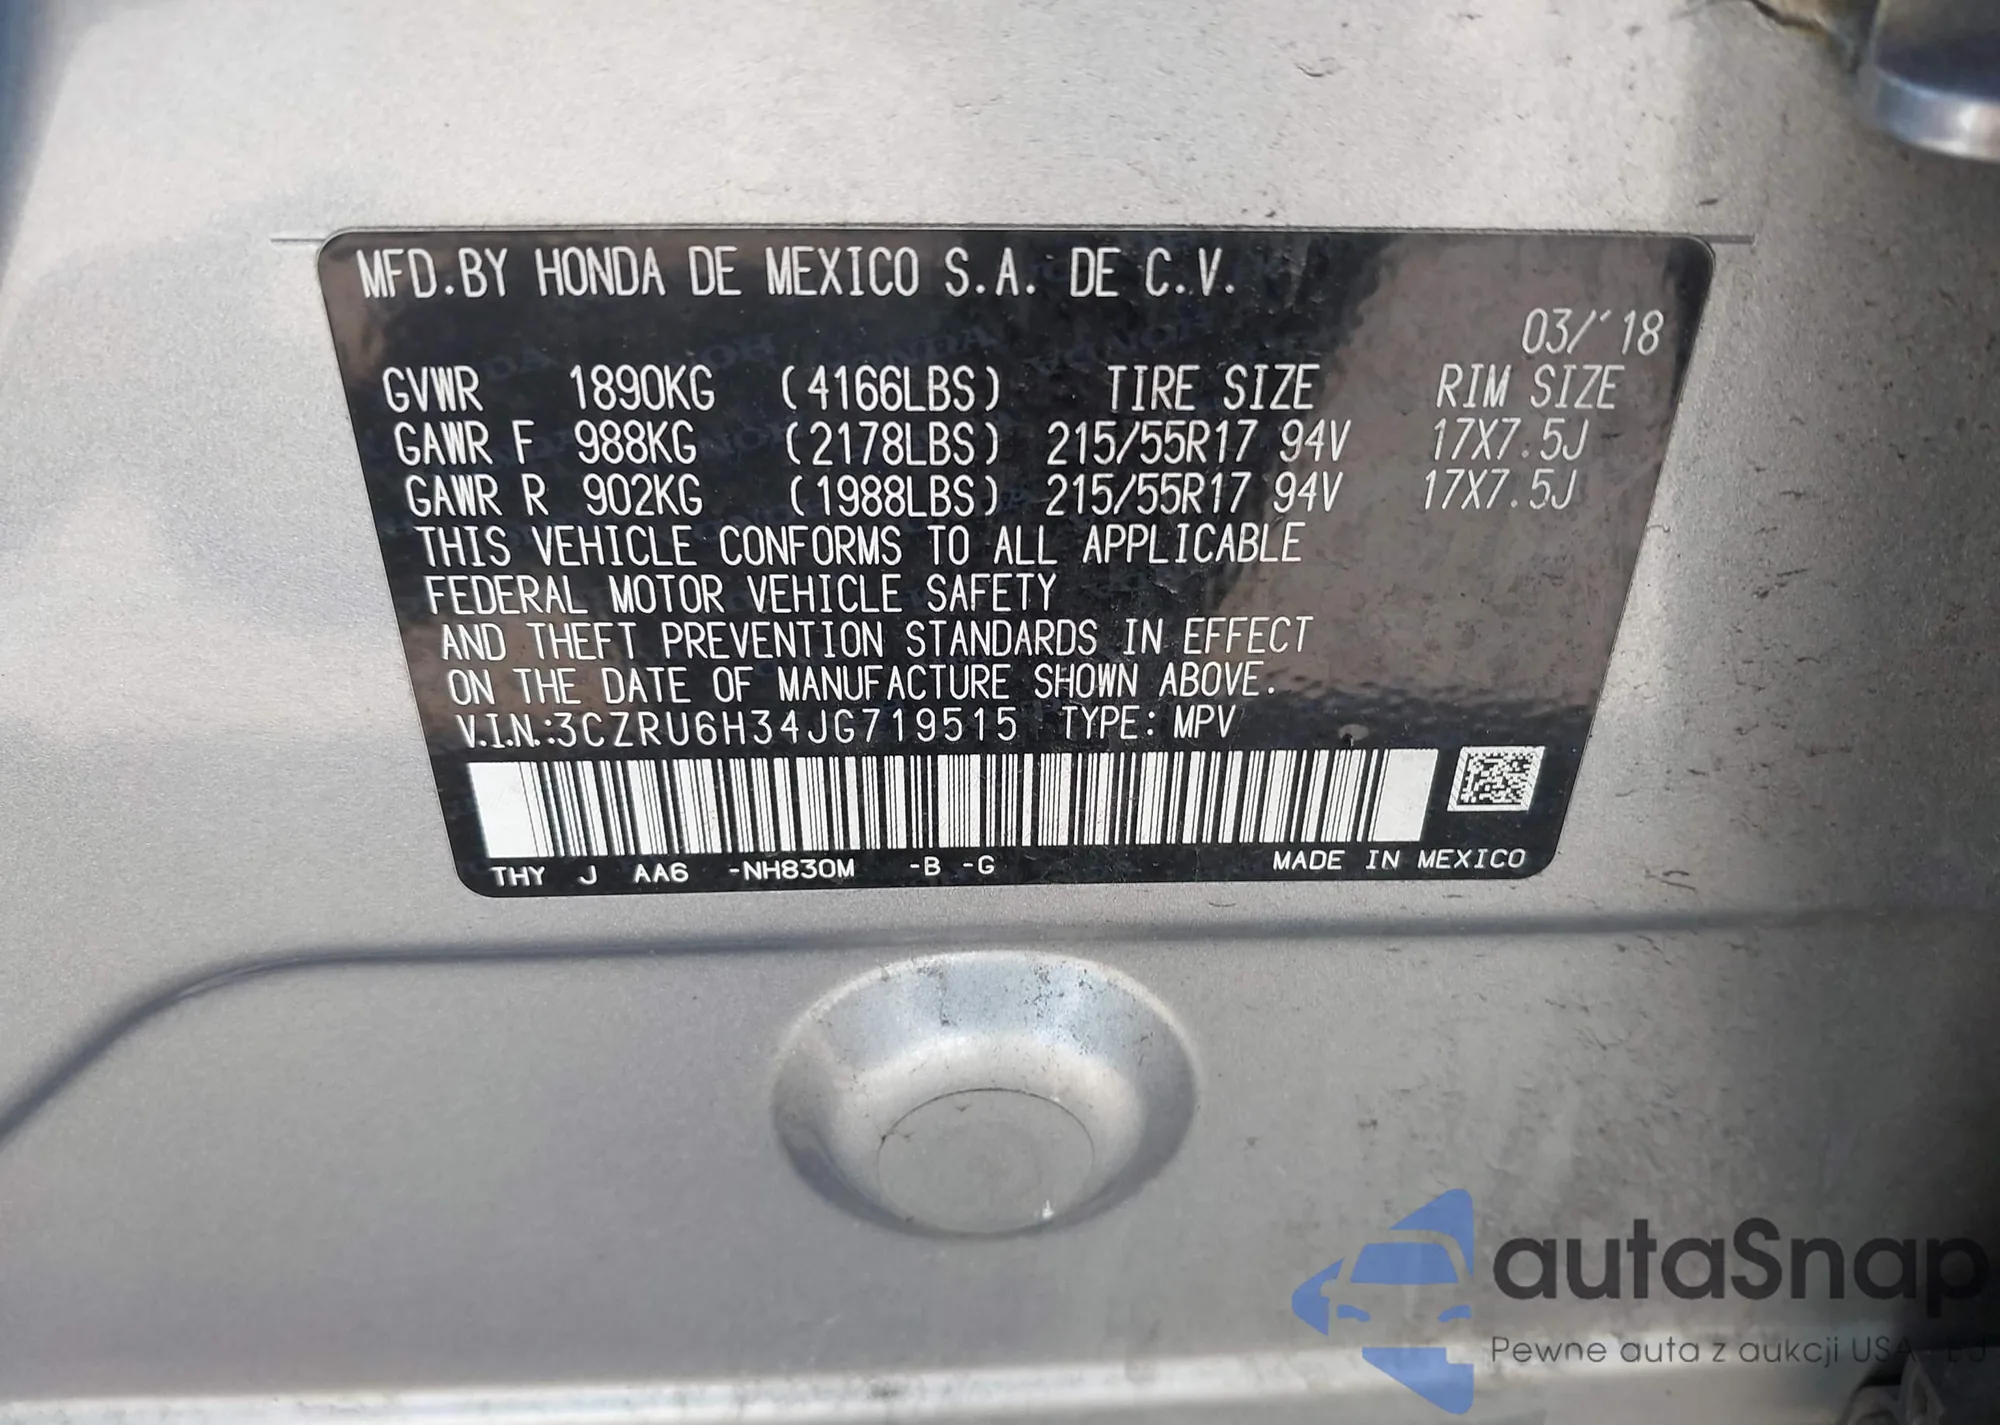 MFD.BY HONDA DE MEXICO S.A. DE C.V.
03/'18
GVWR 1890KG (4166LBS) TIRE SIZE RIM SIZE
GAWR F 988KG (2178LBS) 215/55R17 94V 17X7.5J
GAWR R 902KG (1988LBS) 215/55R17 94V 17X7.5J
THIS VEHICLE CONFORMS TO ALL APPLICABLE
FEDERAL MOTOR VEHICLE SAFETY
AND THEFT PREVENTION STANDARDS IN EFFECT
ON THE DATE OF MANUFACTURE SHOWN ABOVE.
V.I.N.:3CZRU6H34JG719515 TYPE: MPV
THY J AA6 -NH830M -B -G MADE IN MEXICO
autaSnap
Pewne auta z aukcji USA